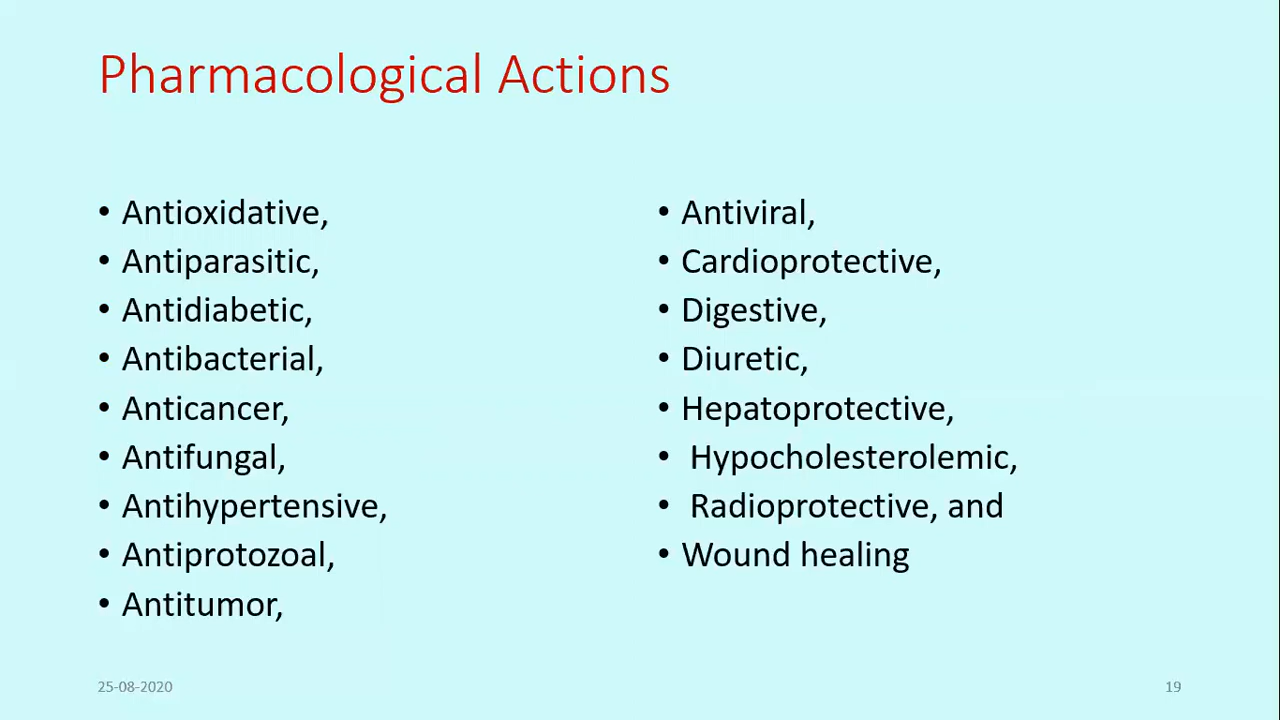 Pharmacological Actions
• Antioxidative,
• Antiparasitic,
• Antidiabetic,
• Antibacterial,
• Anticancer,
• Antifungal,
• Antihypertensive,
• Antiprotozoal,
• Antitumor,
• Antiviral,
• Cardioprotective,
• Digestive,
• Diuretic,
• Hepatoprotective,
• Hypocholesterolemic,
• Radioprotective, and
• Wound healing
25-08-2020
19